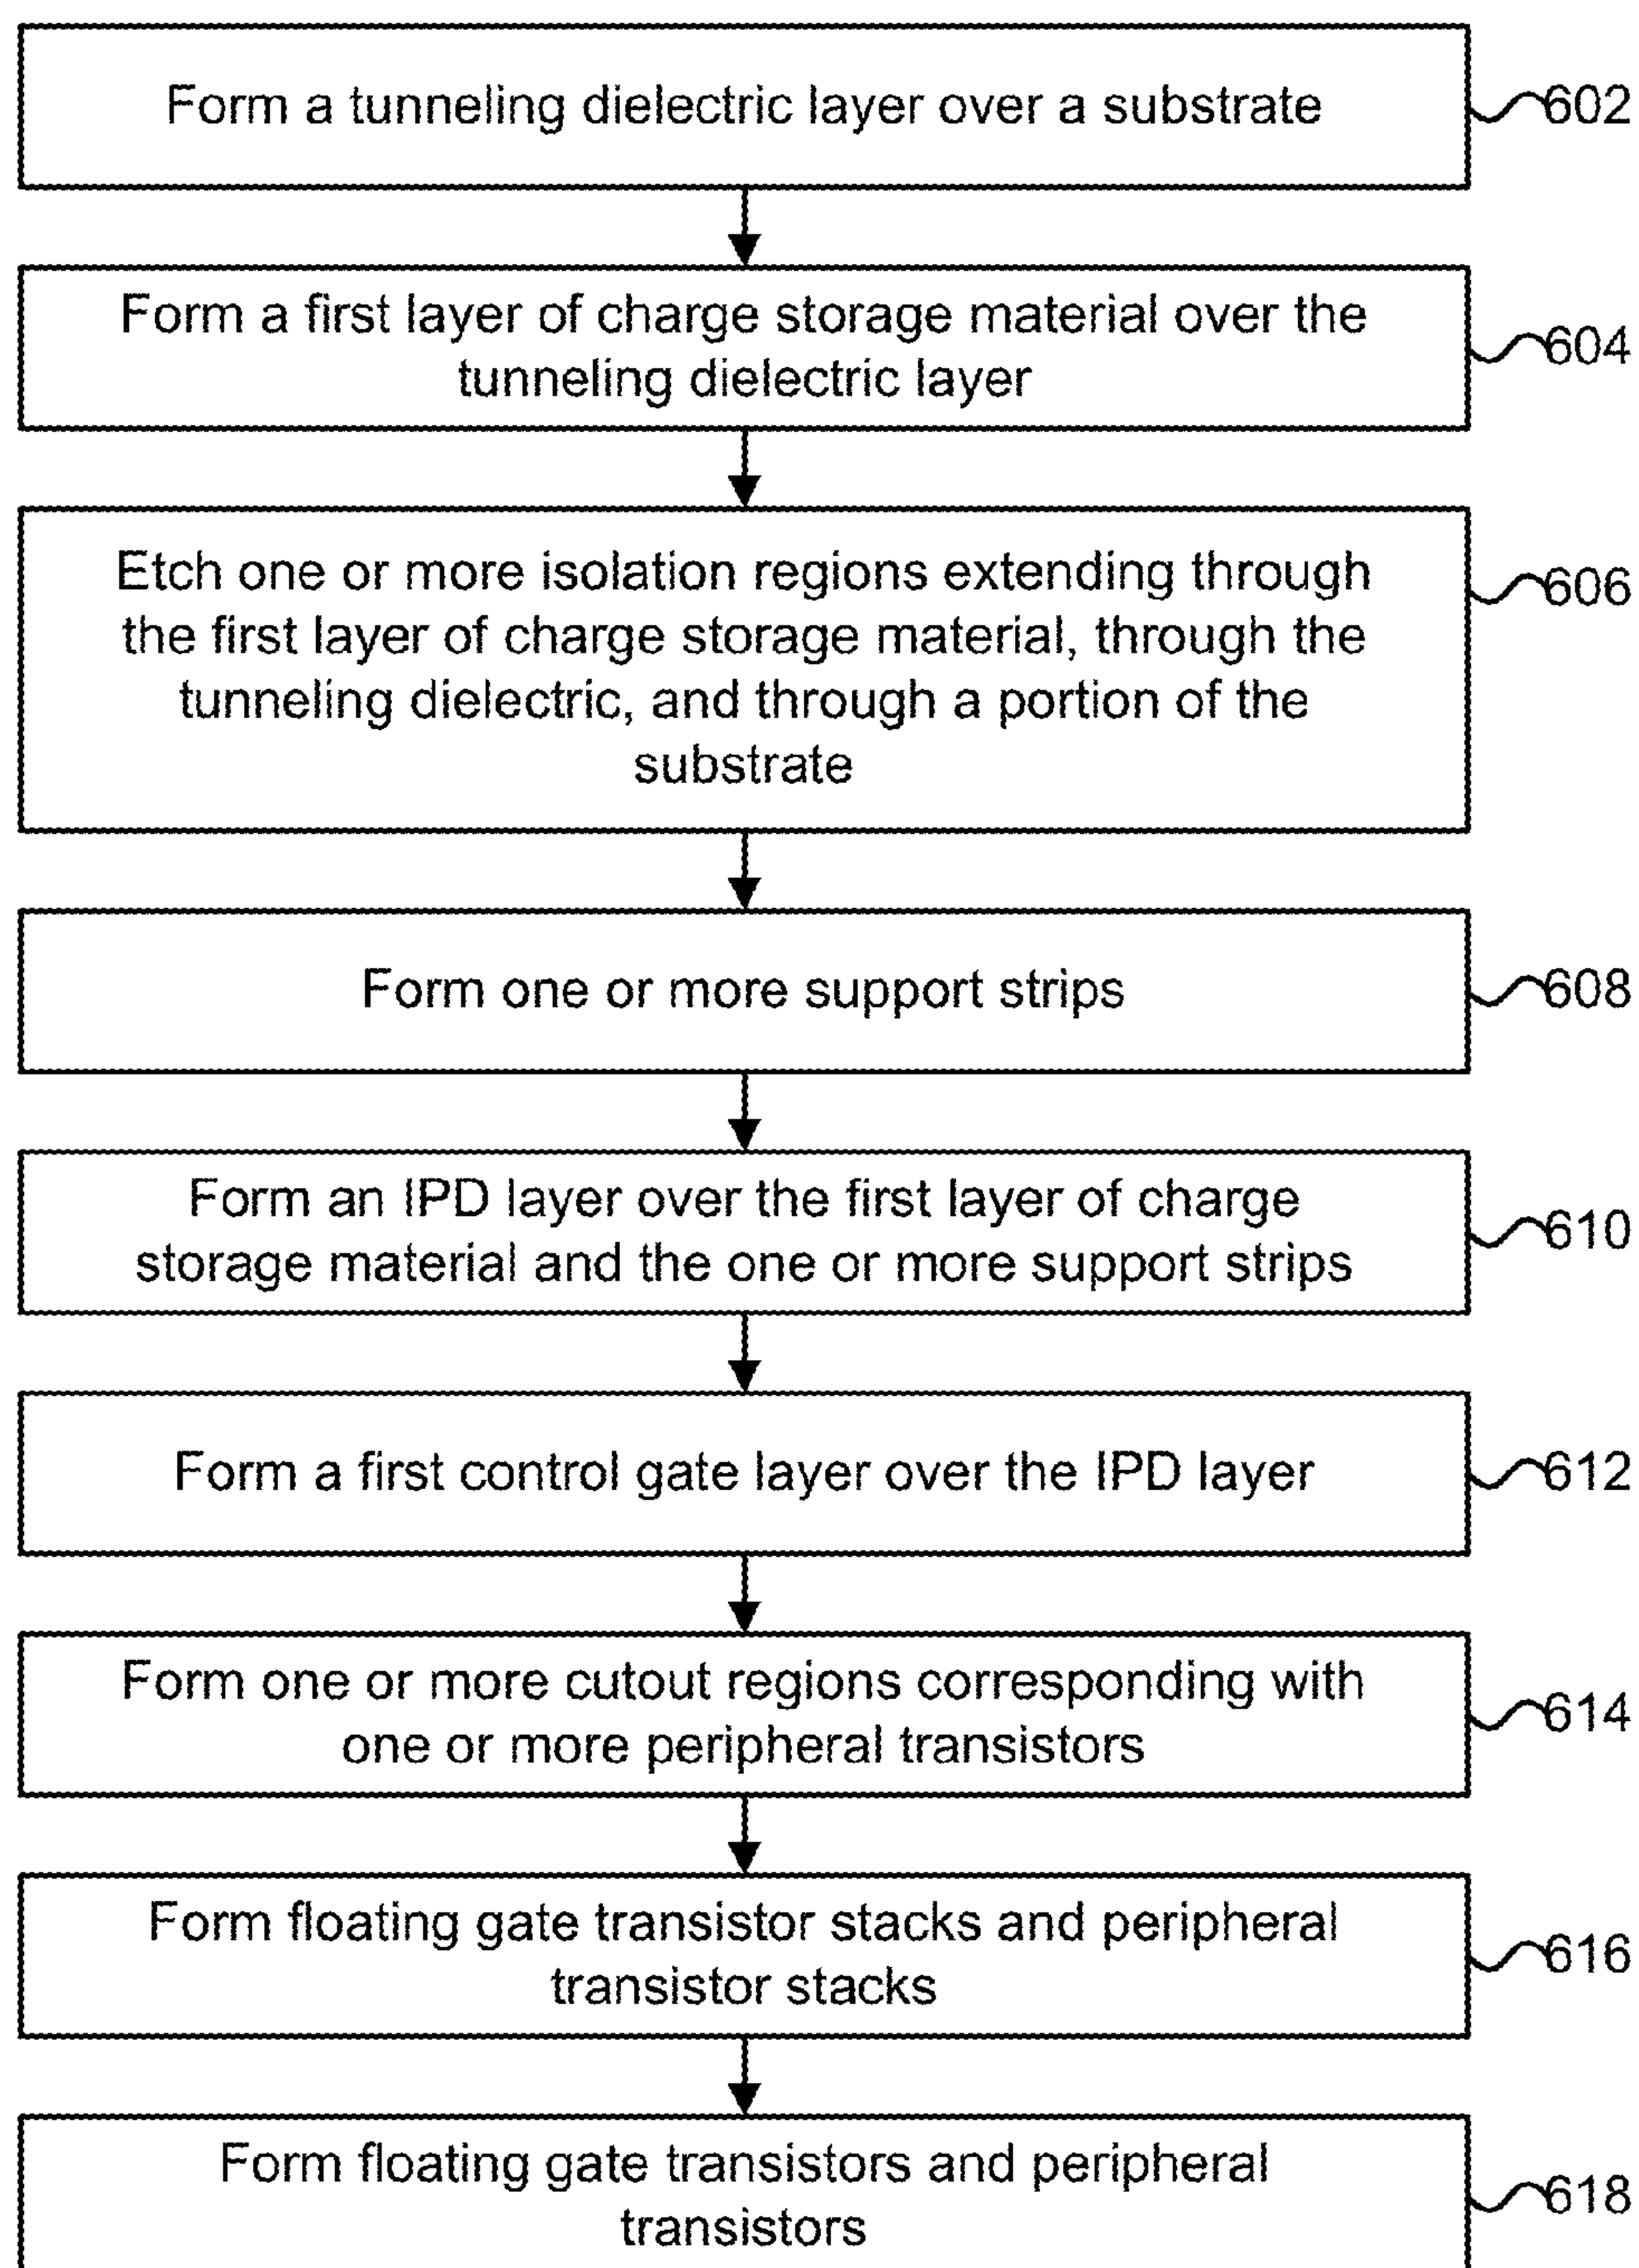 Form a tunneling dielectric layer over a substrate
602
Form a first layer of charge storage material over the
tunneling dielectric layer
604
Etch one or more isolation regions extending through
the first layer of charge storage material, through the
tunneling dielectric, and through a portion of the
substrate
606
Form one or more support strips
608
Form an IPD layer over the first layer of charge
storage material and the one or more support strips
610
Form a first control gate layer over the IPD layer
612
Form one or more cutout regions corresponding with
one or more peripheral transistors
614
Form floating gate transistor stacks and peripheral
transistor stacks
616
Form floating gate transistors and peripheral
transistors
618